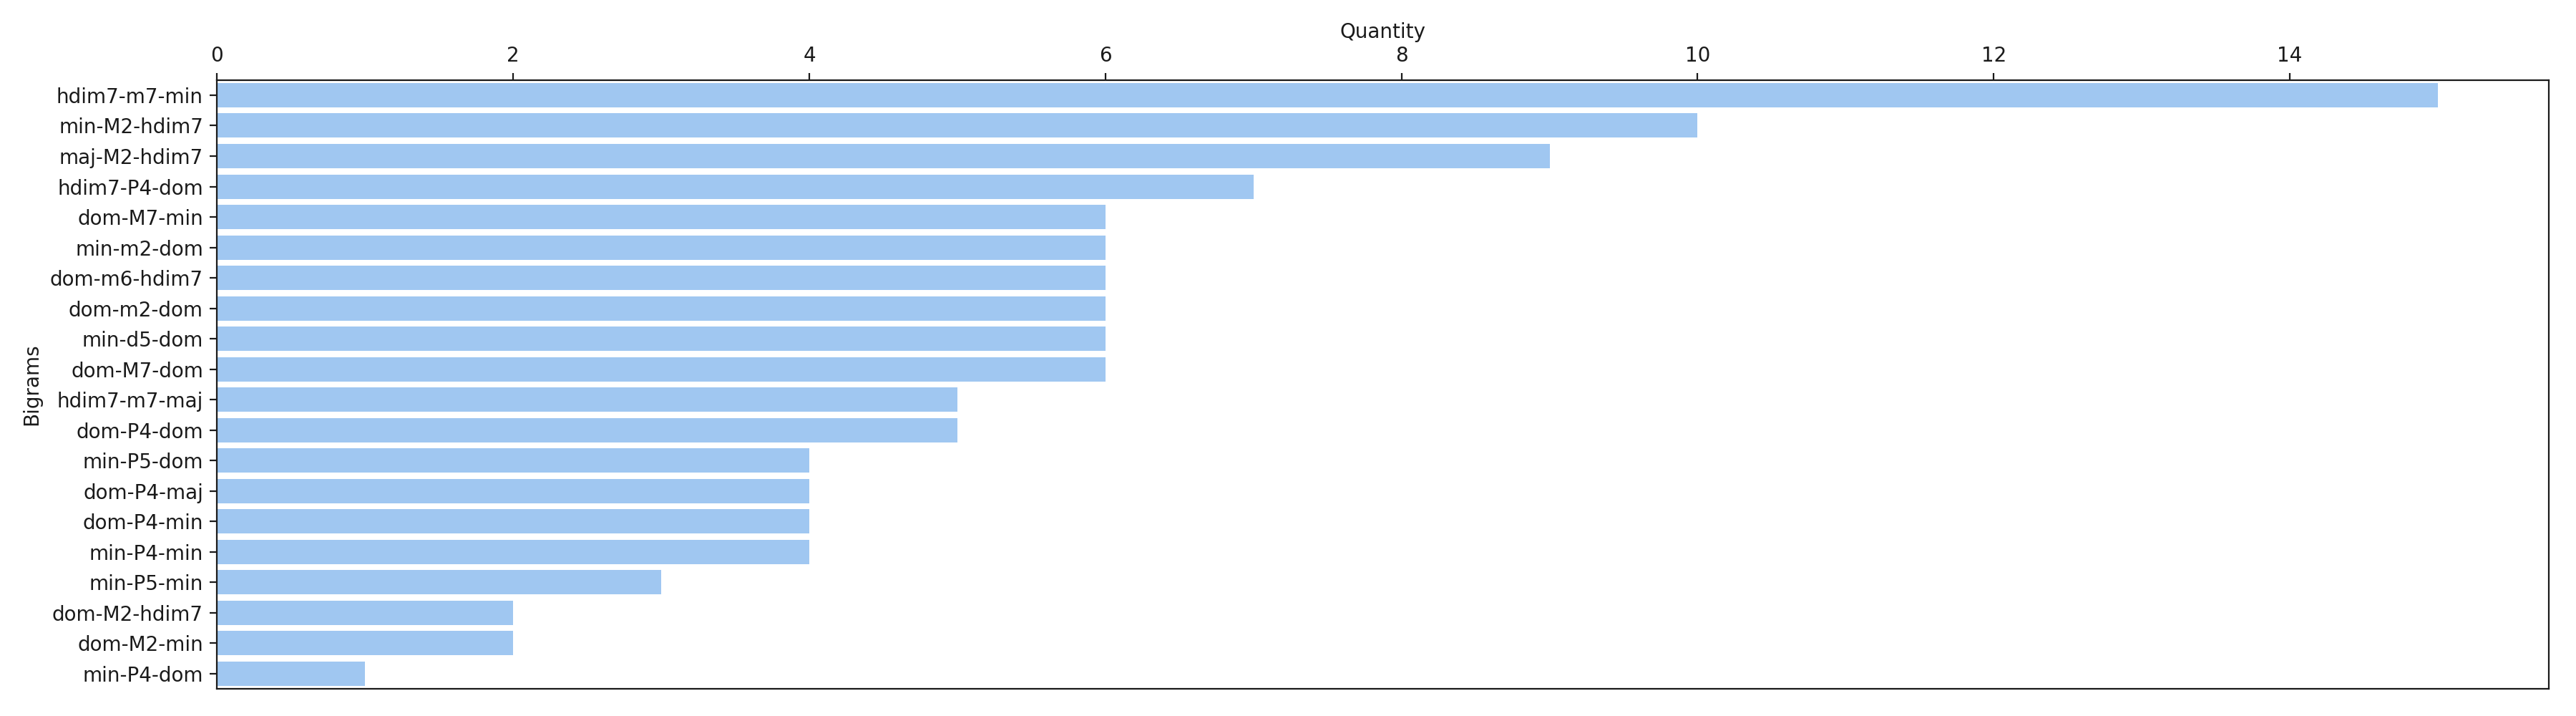 Quantity
0 2 4 6 8 10 12 14
hdim7-m7-min
min-M2-hdim7
maj-M2-hdim7
hdim7-P4-dom
dom-M7-min
min-m2-dom
dom-m6-hdim7
dom-m2-dom
min-d5-dom
dom-M7-dom
hdim7-m7-maj
dom-P4-dom
min-P5-dom
dom-P4-maj
dom-P4-min
min-P4-min
min-P5-min
dom-M2-hdim7
dom-M2-min
min-P4-dom
Bigrams